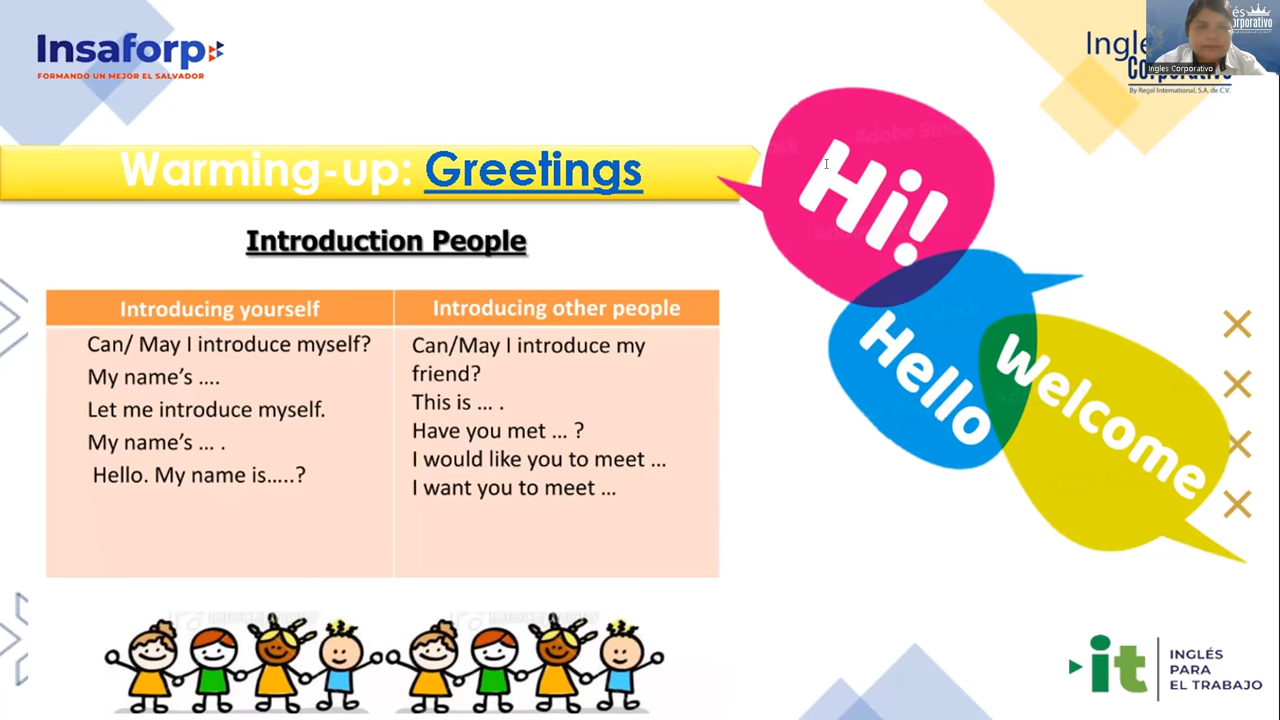 Insaforp
FORMANDO UN MEJOR EL SALVADOR
Corporativo
By Regal International, S.A. de C.V.
Ingles Corporativo
Warming-up: Greetings
Introduction People
Introducing yourself
Can/ May I introduce myself?
My name's ....
Let me introduce myself.
My name's ... .
Hello. My name is.....?
Introducing other people
Can/May I introduce my
friend?
This is ... .
Have you met ... ?
I would like you to meet ...
I want you to meet ...
Hi!
Hello
Welcome
it
INGLÉS
PARA
EL TRABAJO